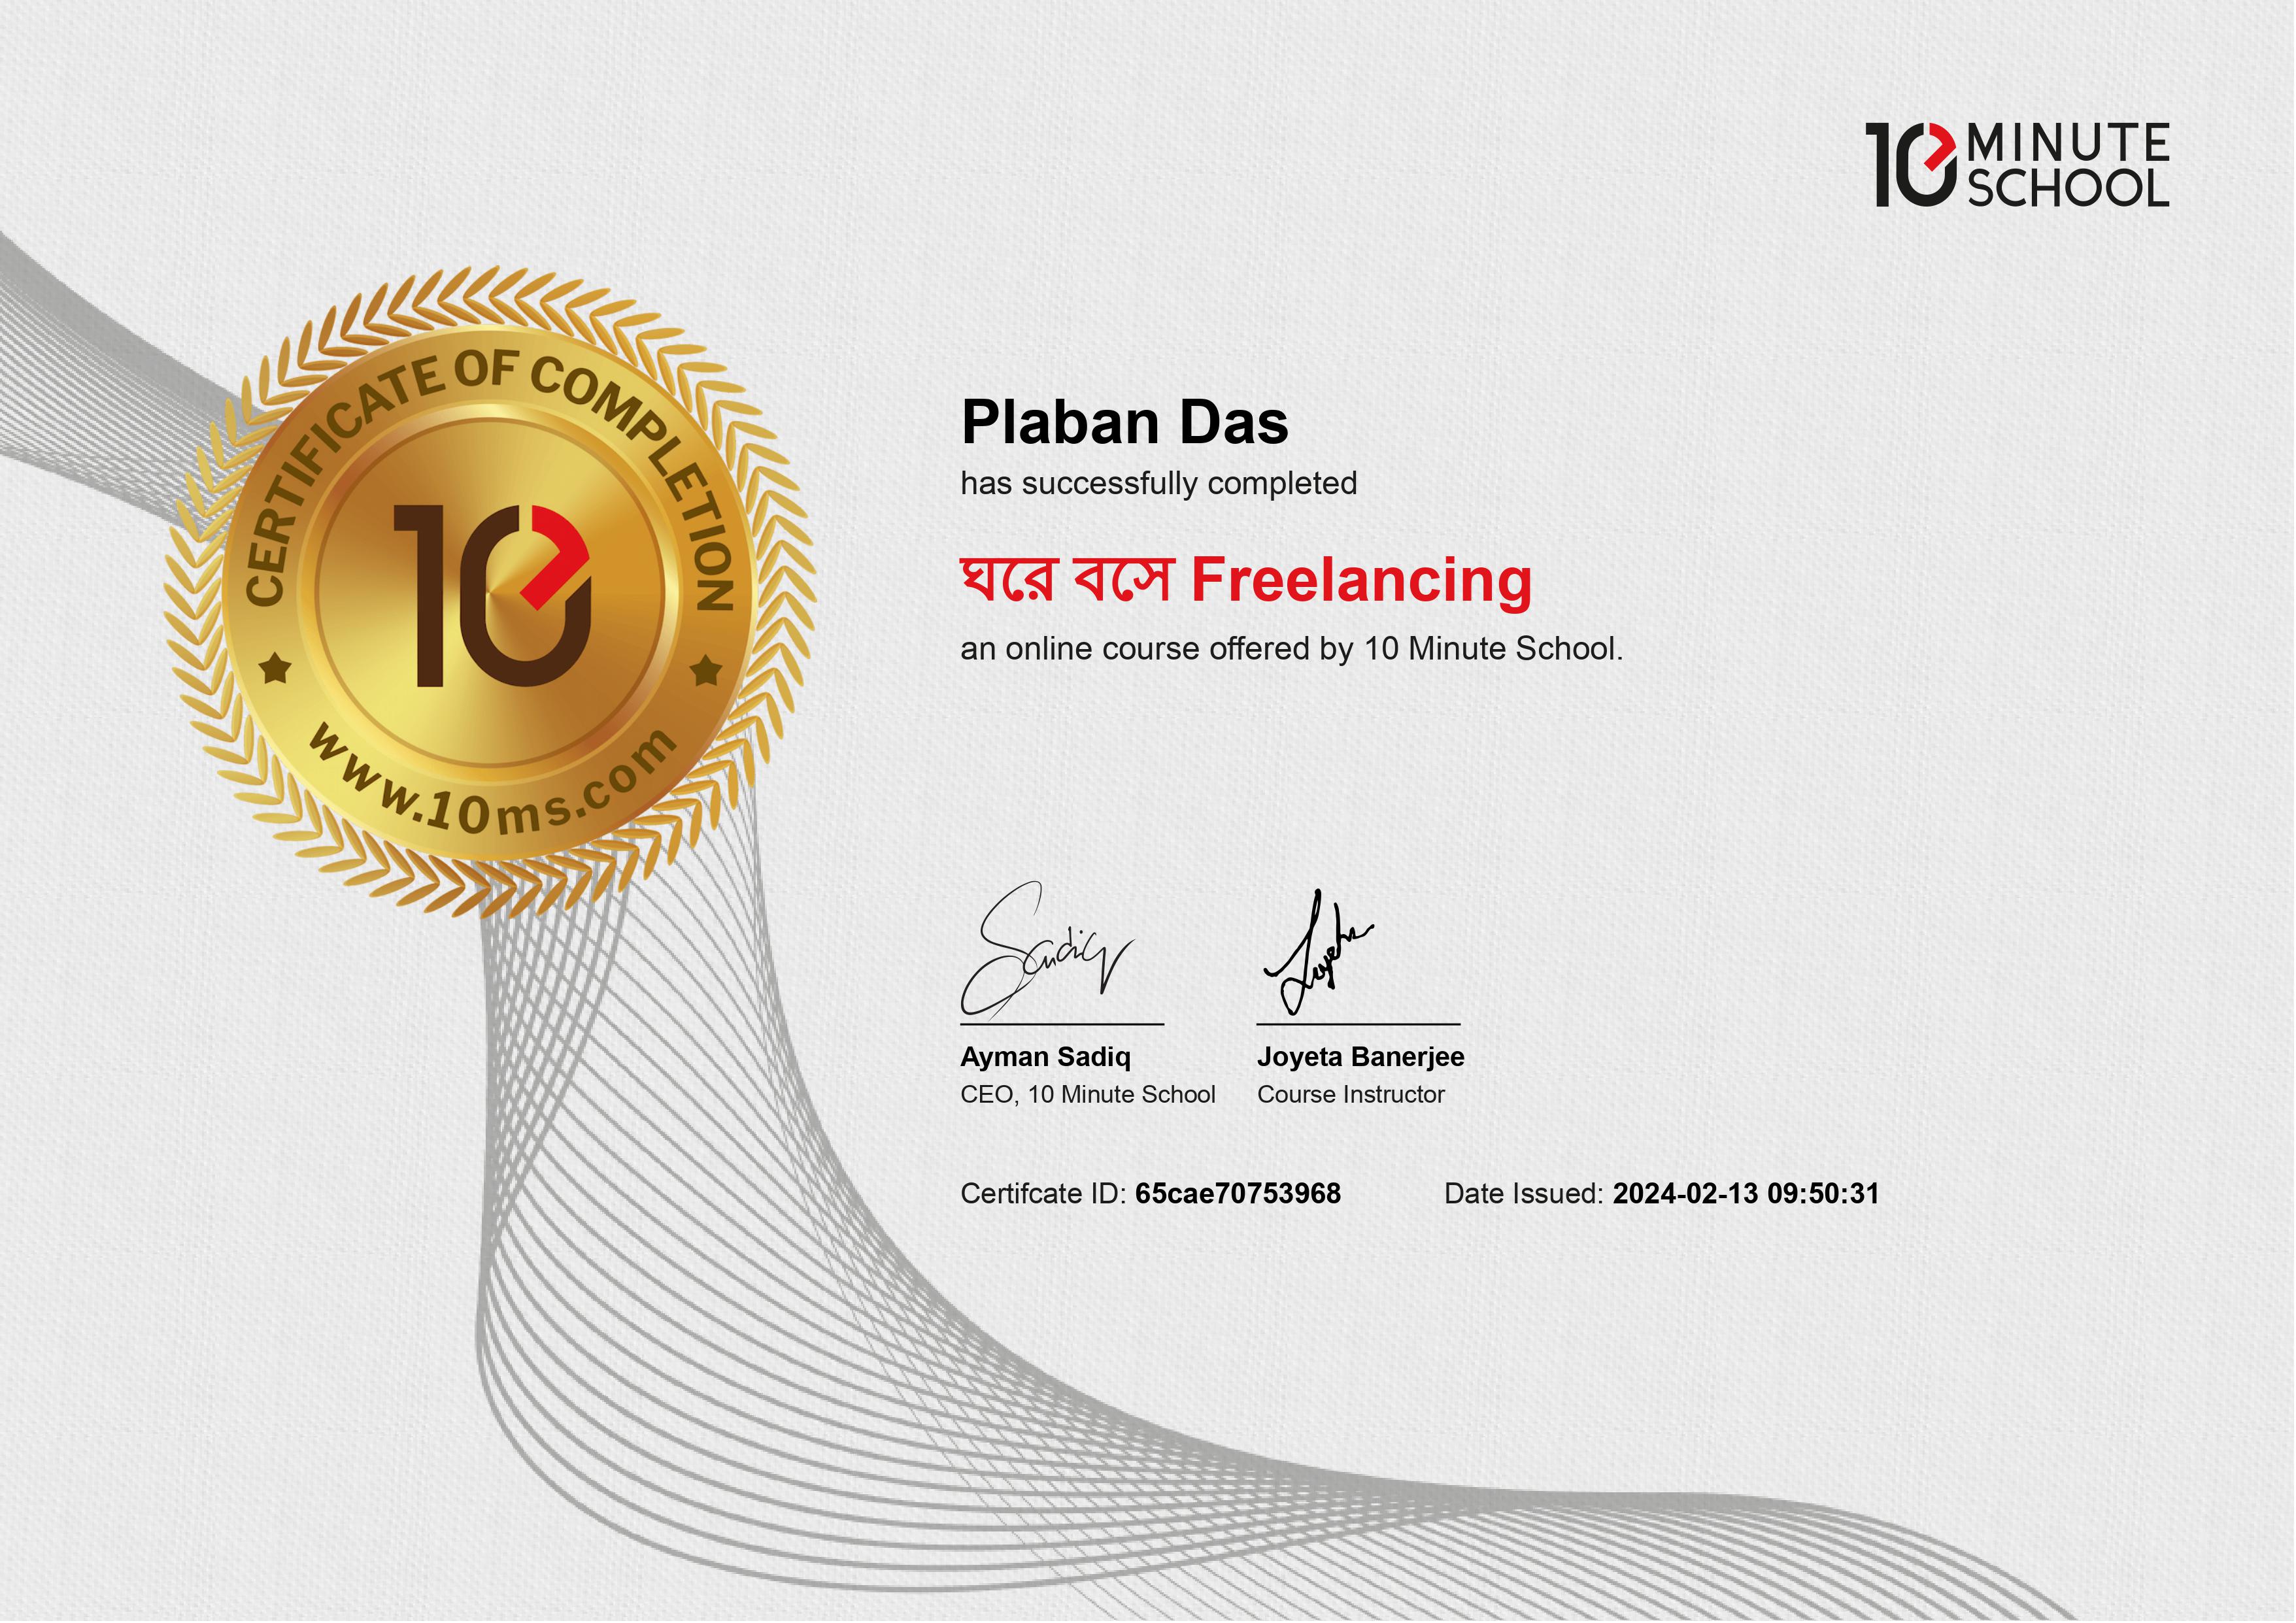 10 MINUTE
SCHOOL
CERTIFICATE OF COMPLETION
10
www.10ms.com
Plaban Das
has successfully completed
ঘরে বসে Freelancing
an online course offered by 10 Minute School.
Sadiq
Joyeta
Ayman Sadiq
CEO, 10 Minute School
Joyeta Banerjee
Course Instructor
Certifcate ID: 65cae70753968
Date Issued: 2024-02-13 09:50:31